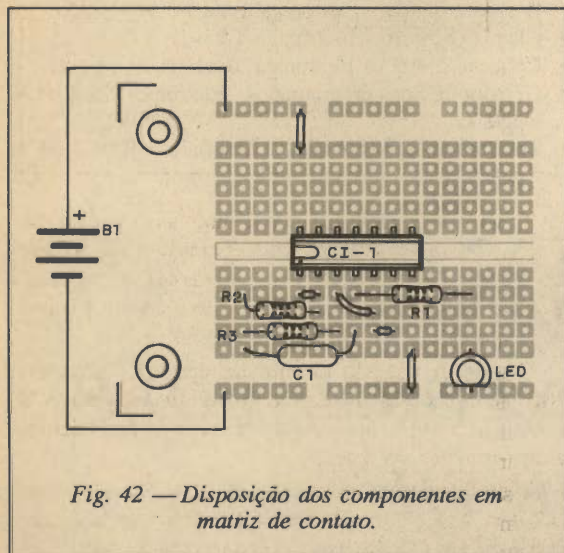 +
B1
CI-1
R2
R1
R3
C1
LED
Fig. 42 — Disposição dos componentes em
matriz de contato.